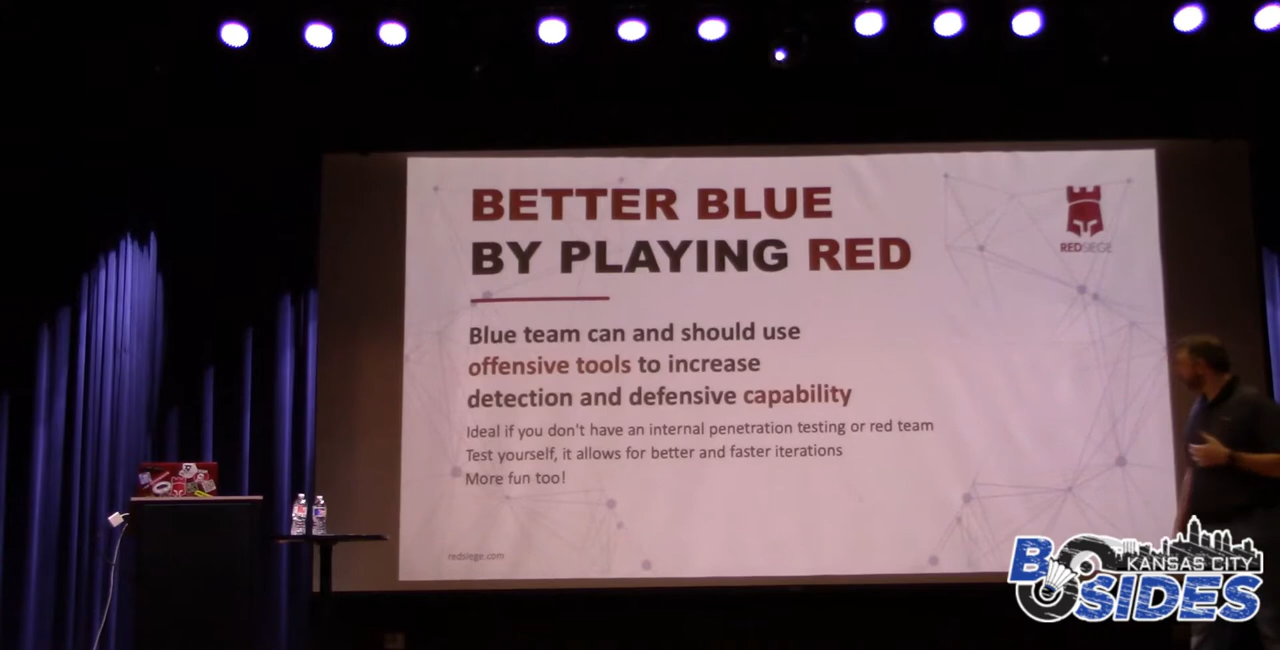 BETTER BLUE
BY PLAYING RED
REDSIEGE
Blue team can and should use
offensive tools to increase
detection and defensive capability
Ideal if you don't have an internal penetration testing or red team
Test yourself, it allows for better and faster iterations
More fun too!
redsiege.com
BSIDES
KANSAS CITY